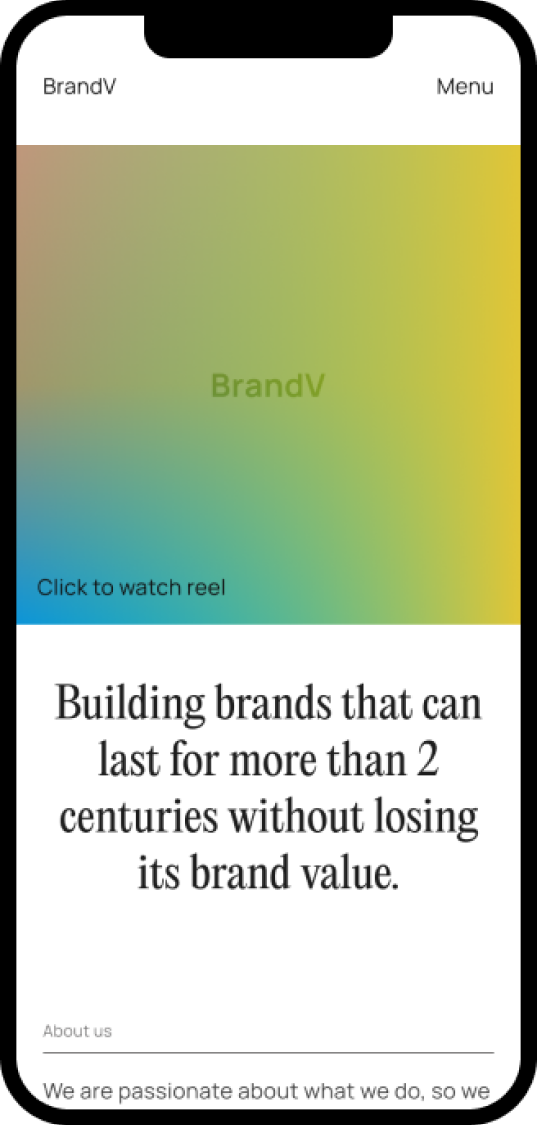 BrandV
Menu
BrandV
Click to watch reel
Building brands that can
last for more than 2
centuries without losing
its brand value.
About us
We are passionate about what we do, so we